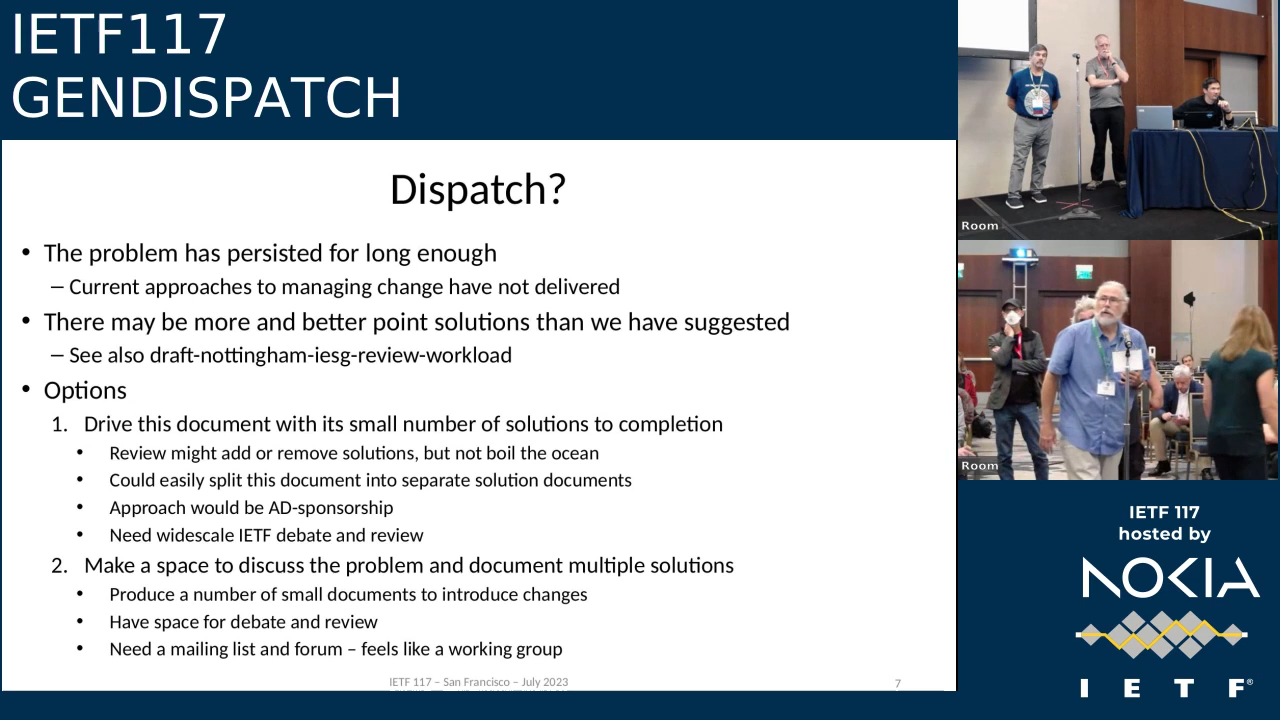 IETF117
GENDISPATCH
Dispatch?
• The problem has persisted for long enough
– Current approaches to managing change have not delivered
• There may be more and better point solutions than we have suggested
– See also draft-nottingham-iesg-review-workload
• Options
1. Drive this document with its small number of solutions to completion
• Review might add or remove solutions, but not boil the ocean
• Could easily split this document into separate solution documents
• Approach would be AD-sponsorship
• Need widescale IETF debate and review
2. Make a space to discuss the problem and document multiple solutions
• Produce a number of small documents to introduce changes
• Have space for debate and review
• Need a mailing list and forum – feels like a working group
IETF 117 – San Francisco – July 2023
7
Room
Room
IETF 117
hosted by
NOKIA
I E T F®